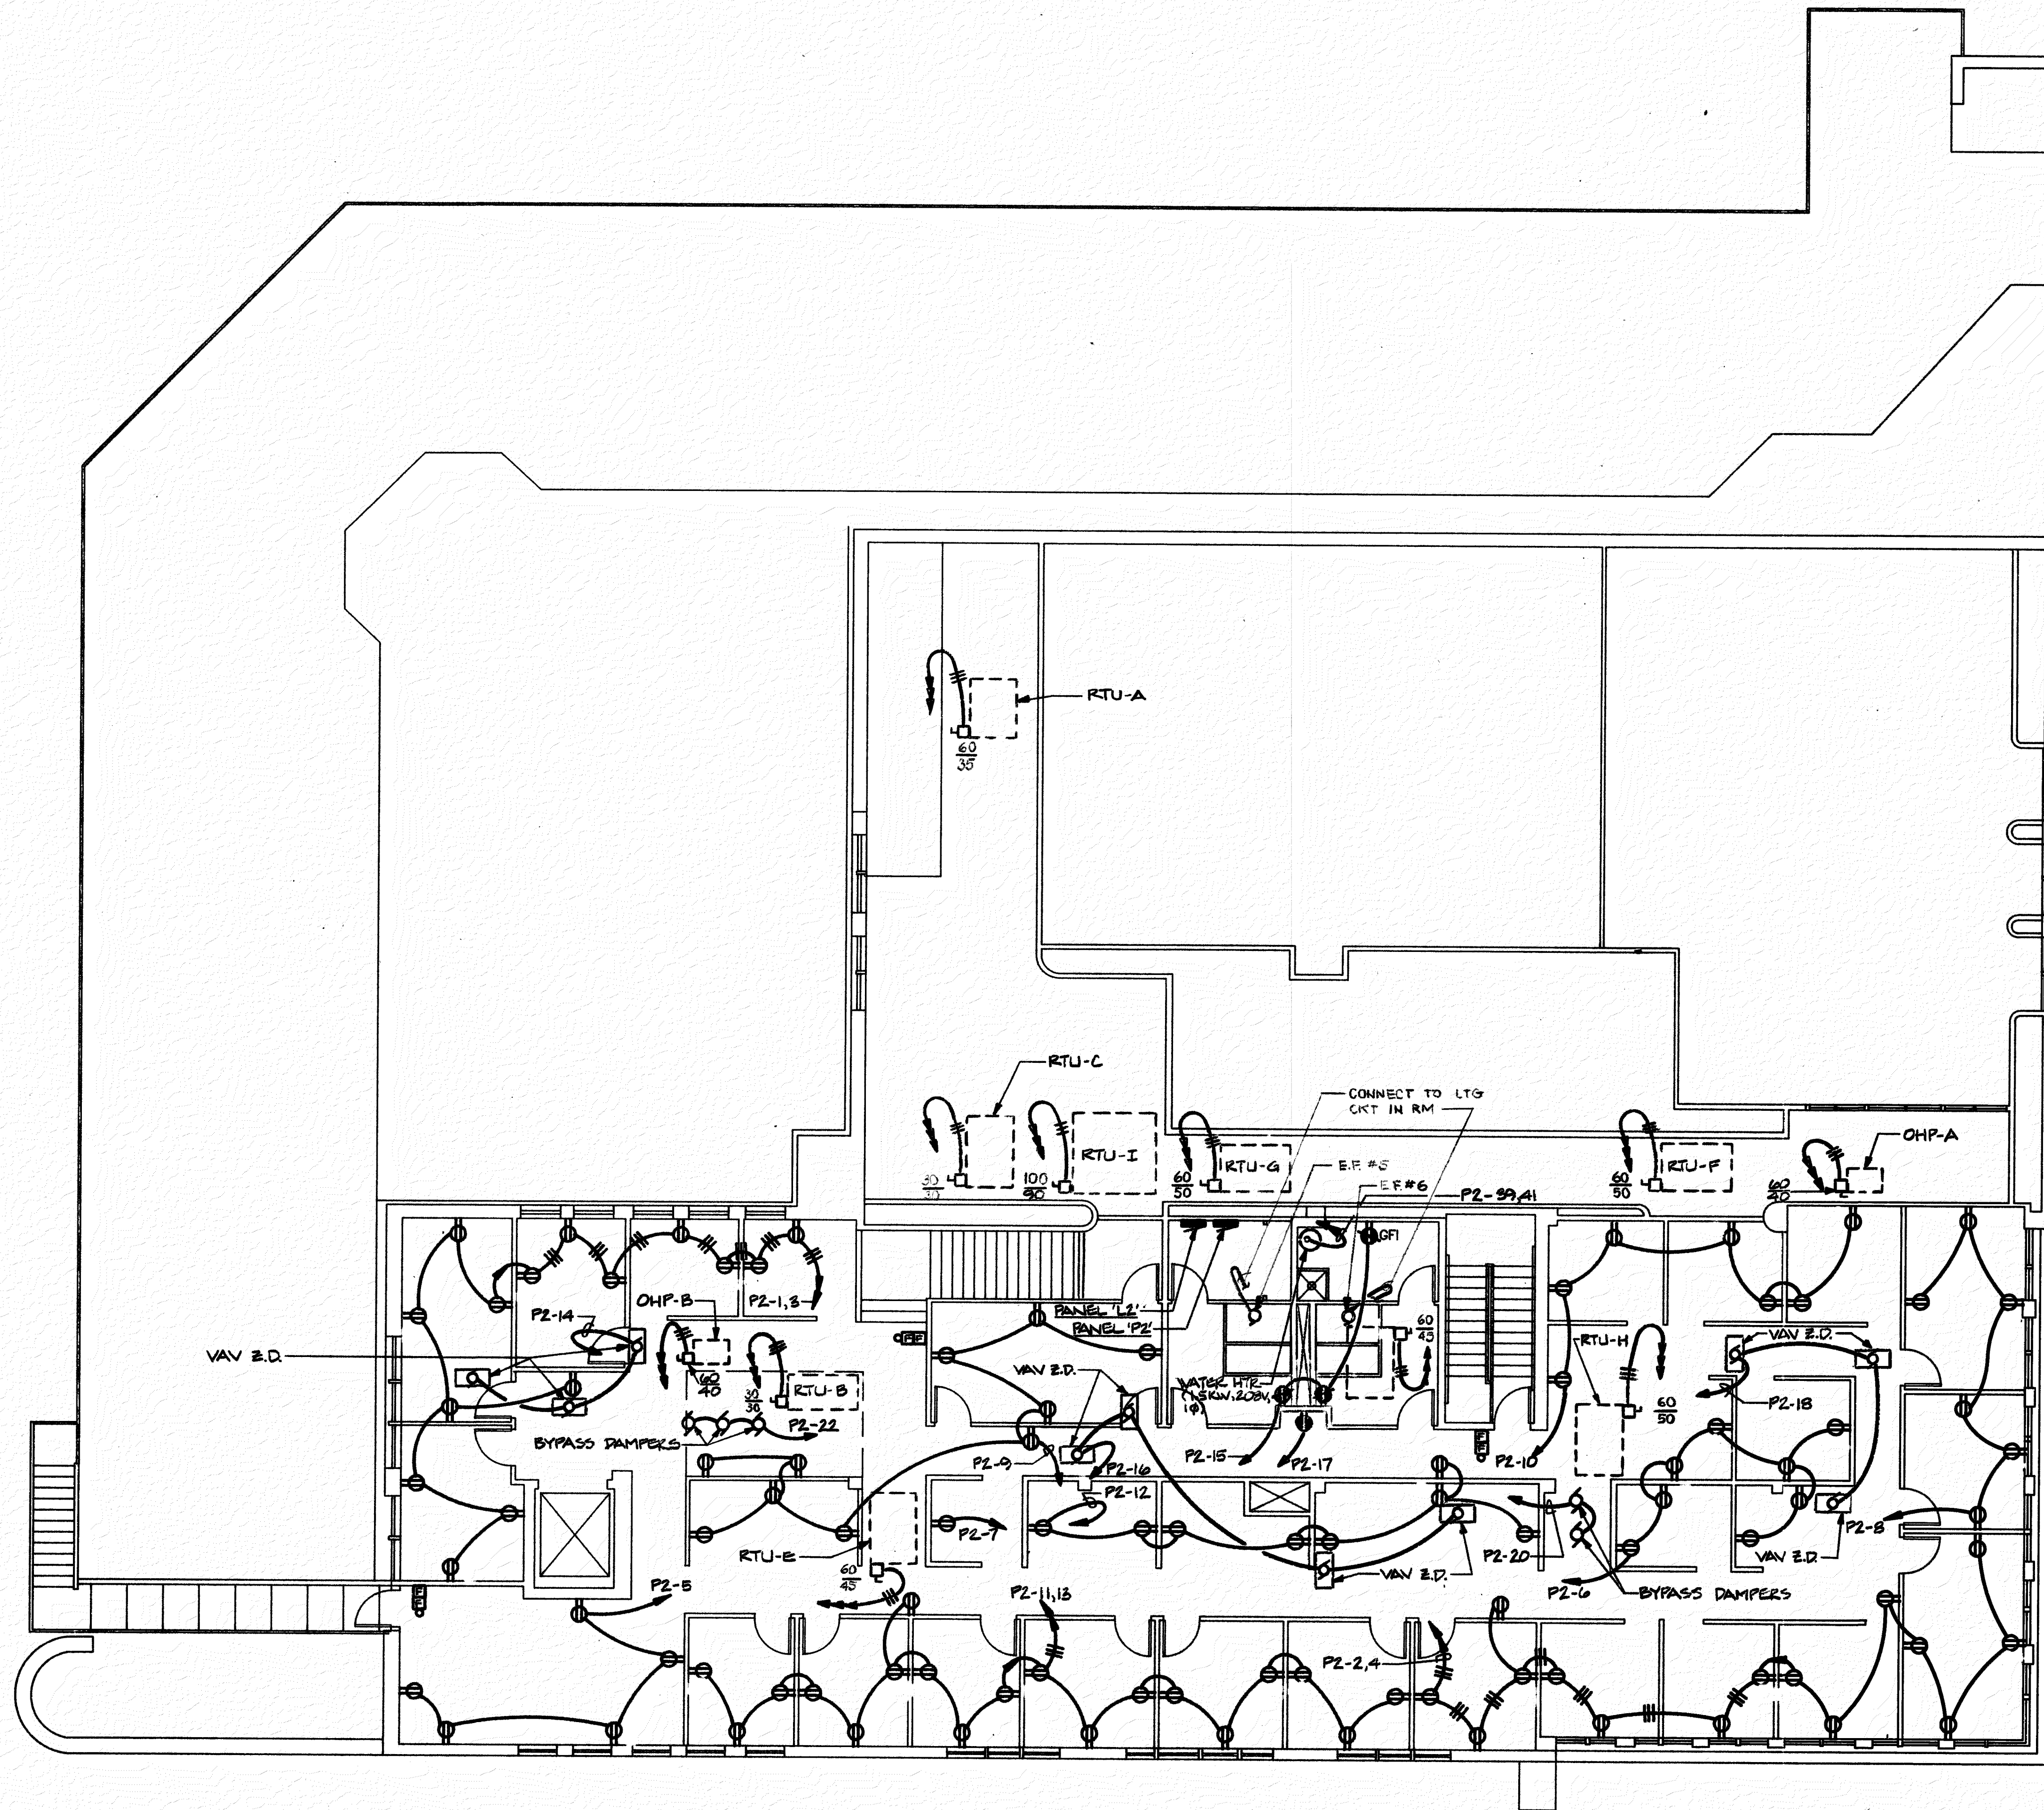 RTU-A
60
35
RTU-C
CONNECT TO LTG
CKT IN RM
OHP-A
RTU-I
RTU-G
E.F. #5
RTU-F
E.F. #6
P2-39,41
30
30
100
90
60
50
60
50
60
40
GFI
P2-14
OHP-B
P2-1,3
PANEL 'L2'
PANEL 'P2'
60
45
VAV Z.D.
RTU-H
VAV Z.D.
VAV Z.D.
60
40
30
30
RTU-B
WATER HTR
(1.5KW, 208V,
1Ø)
60
50
P2-18
P2-22
BYPASS DAMPERS
P2-9
P2-16
P2-15
P2-17
P2-10
P2-12
P2-7
P2-8
RTU-E
P2-20
VAV Z.D.
60
45
VAV Z.D.
P2-5
P2-11,13
P2-6
BYPASS DAMPERS
P2-2,4